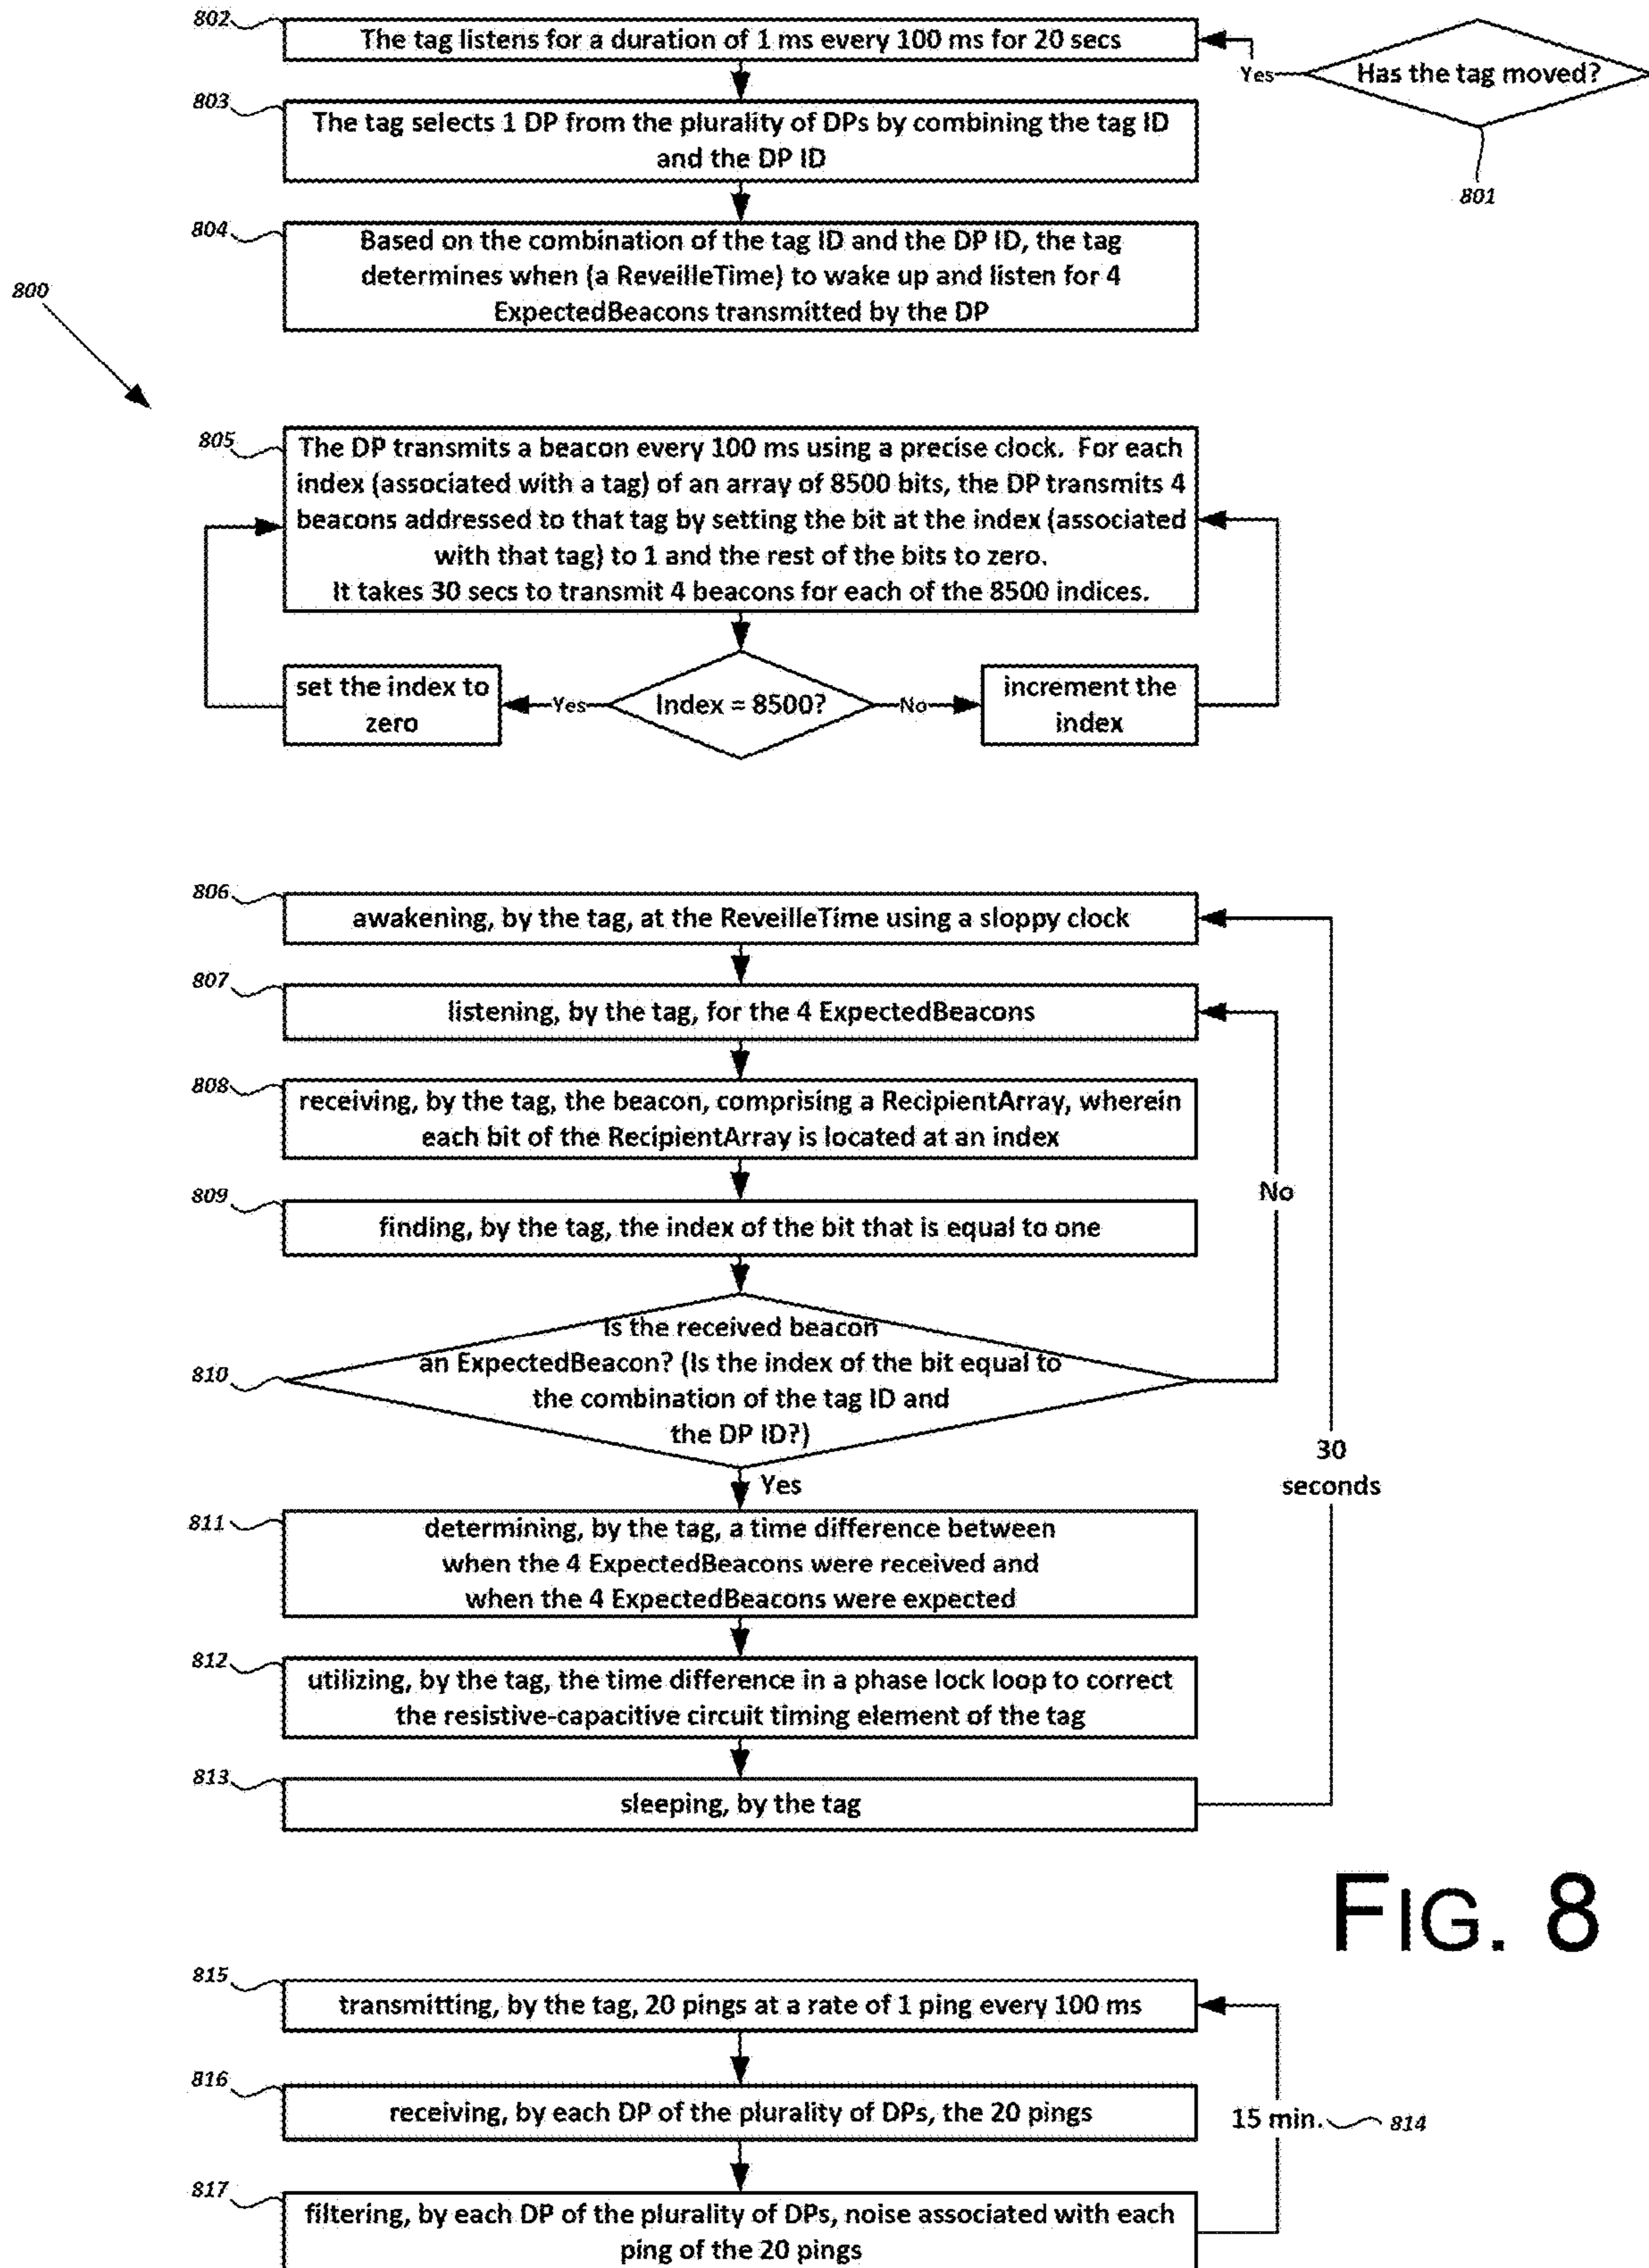 802
The tag listens for a duration of 1 ms every 100 ms for 20 secs
Yes
Has the tag moved?
801
803
The tag selects 1 DP from the plurality of DPs by combining the tag ID
and the DP ID
804
Based on the combination of the tag ID and the DP ID, the tag
determines when (a ReveilleTime) to wake up and listen for 4
ExpectedBeacons transmitted by the DP
800
805
The DP transmits a beacon every 100 ms using a precise clock. For each
index (associated with a tag) of an array of 8500 bits, the DP transmits 4
beacons addressed to that tag by setting the bit at the index (associated
with that tag) to 1 and the rest of the bits to zero.
It takes 30 secs to transmit 4 beacons for each of the 8500 indices.
set the index to
zero
Yes
Index = 8500?
No
increment the
index
806
awakening, by the tag, at the ReveilleTime using a sloppy clock
807
listening, by the tag, for the 4 ExpectedBeacons
808
receiving, by the tag, the beacon, comprising a RecipientArray, wherein
each bit of the RecipientArray is located at an index
809
finding, by the tag, the index of the bit that is equal to one
No
810
Is the received beacon
an ExpectedBeacon? (Is the index of the bit equal to
the combination of the tag ID and
the DP ID?)
30
seconds
Yes
811
determining, by the tag, a time difference between
when the 4 ExpectedBeacons were received and
when the 4 ExpectedBeacons were expected
812
utilizing, by the tag, the time difference in a phase lock loop to correct
the resistive-capacitive circuit timing element of the tag
813
sleeping, by the tag
FIG. 8
815
transmitting, by the tag, 20 pings at a rate of 1 ping every 100 ms
816
receiving, by each DP of the plurality of DPs, the 20 pings
15 min.
814
817
filtering, by each DP of the plurality of DPs, noise associated with each
ping of the 20 pings